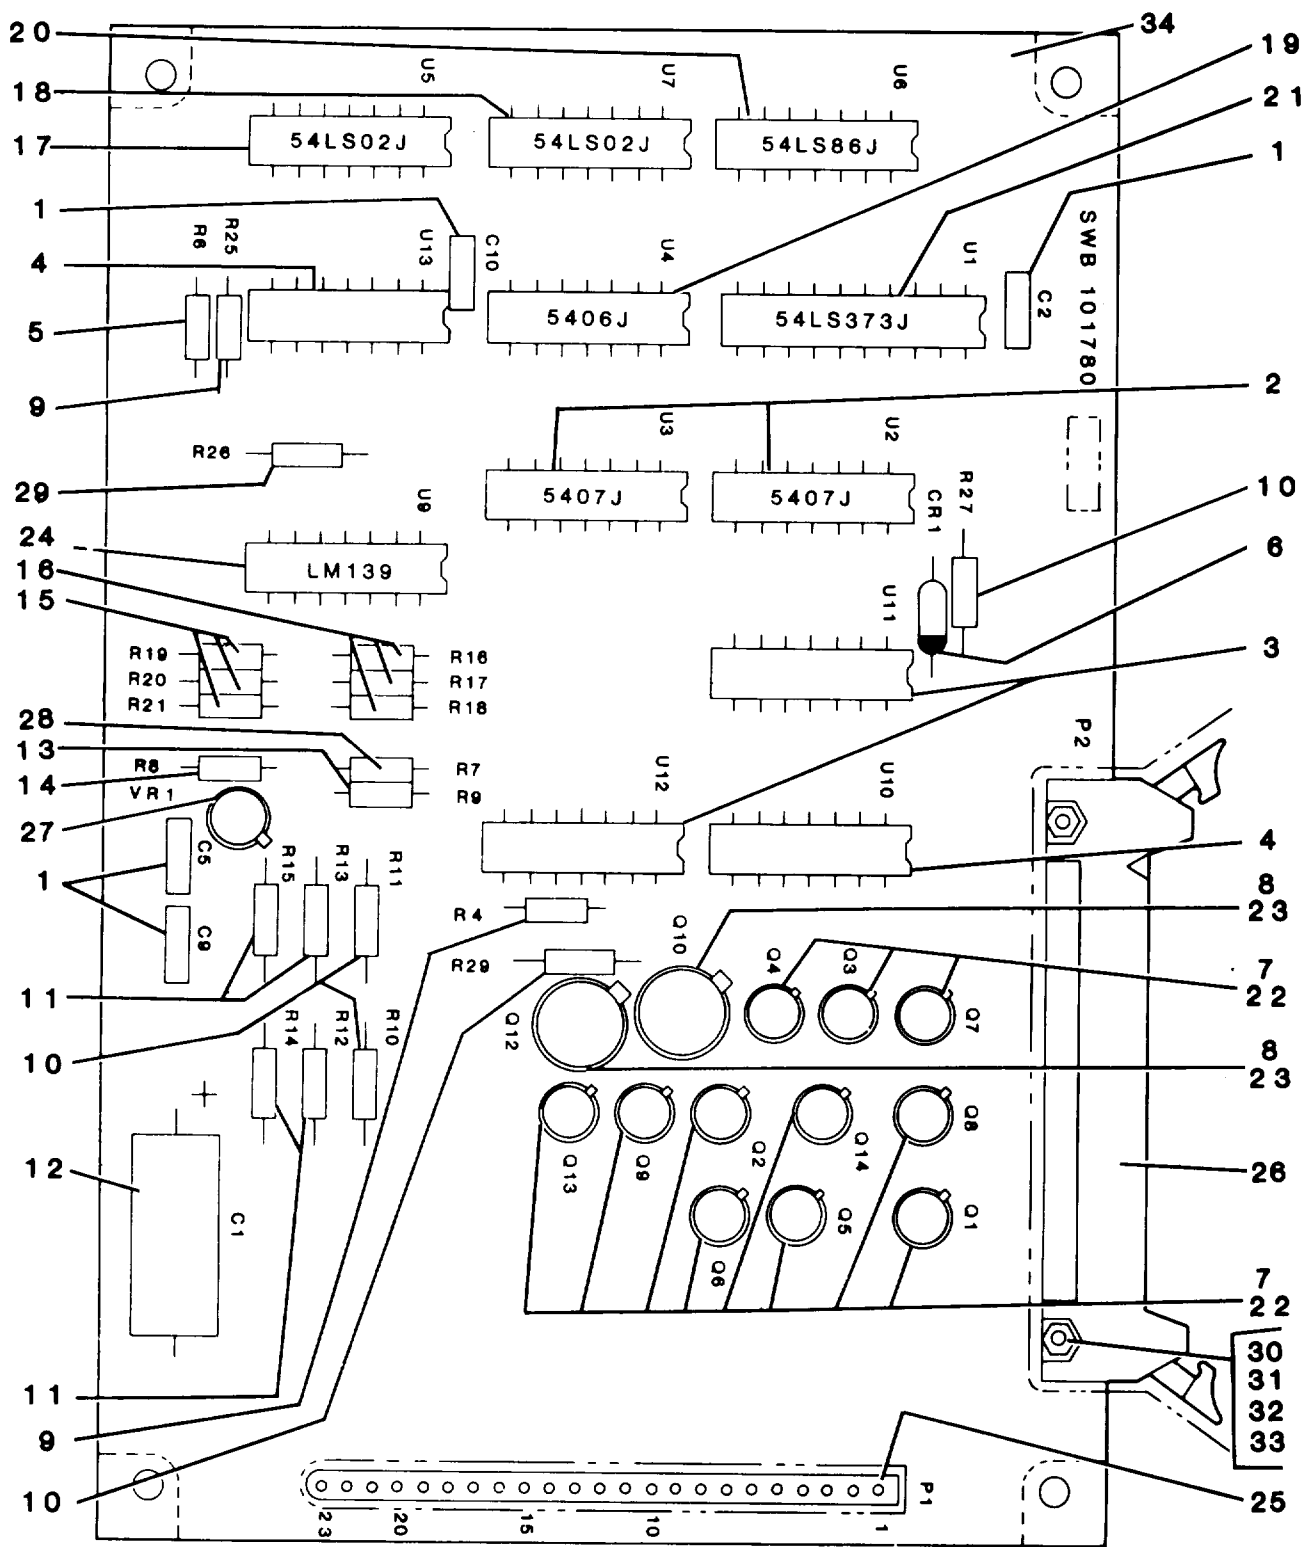 20
34
19
18
U5
U7
U6
21
17
54LS02J
54LS02J
54LS86J
1
1
R6
R25
U13
C10
U4
U1
SWB 101780
4
C2
5
5406J
54LS373J
9
2
U3
U2
R26
29
5407J
5407J
CR1
R27
10
U9
24
6
16
LM139
15
U11
3
R19
R16
R20
R17
R21
R18
28
P2
13
R8
R7
14
VR1
R9
U12
U10
27
C5
4
1
R15
R13
R11
8
23
R4
C9
Q10
Q4
Q3
R29
7
22
11
Q12
Q7
10
R14
R12
R10
8
23
+
12
Q13
Q9
Q2
Q14
Q8
26
C1
Q6
Q5
Q1
7
22
30
31
32
33
11
9
10
P1
25
23
20
15
10
1